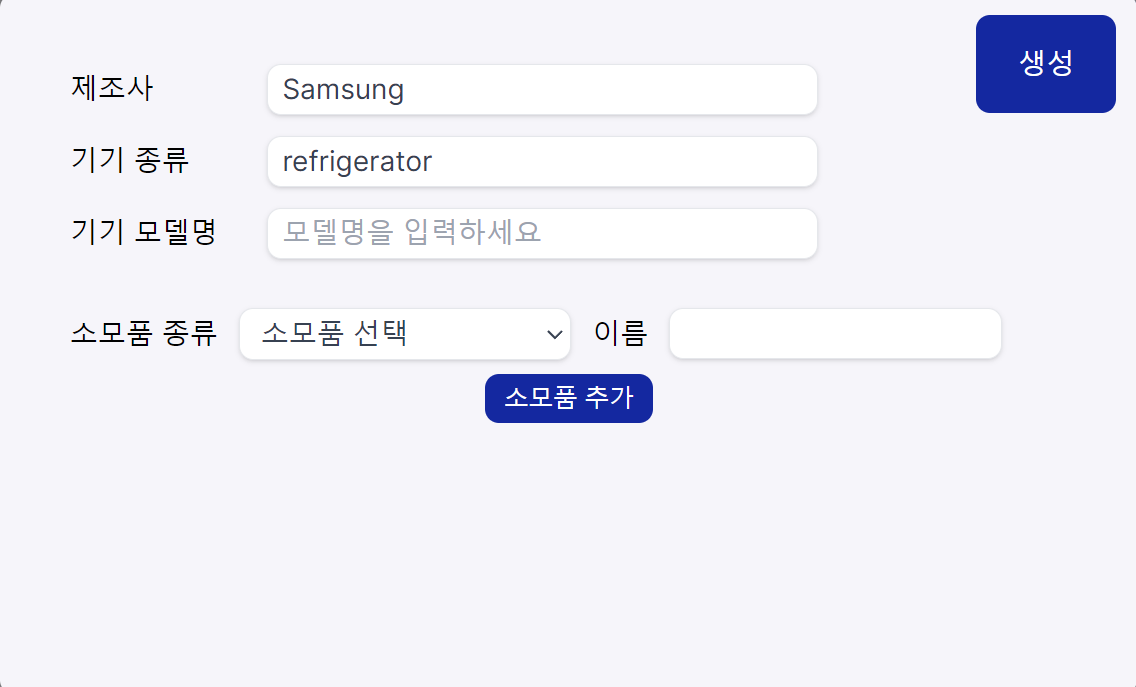 생성
제조사 Samsung
기기 종류 refrigerator
기기 모델명 모델명을 입력하세요
소모품 종류 소모품 선택 이름
소모품 추가